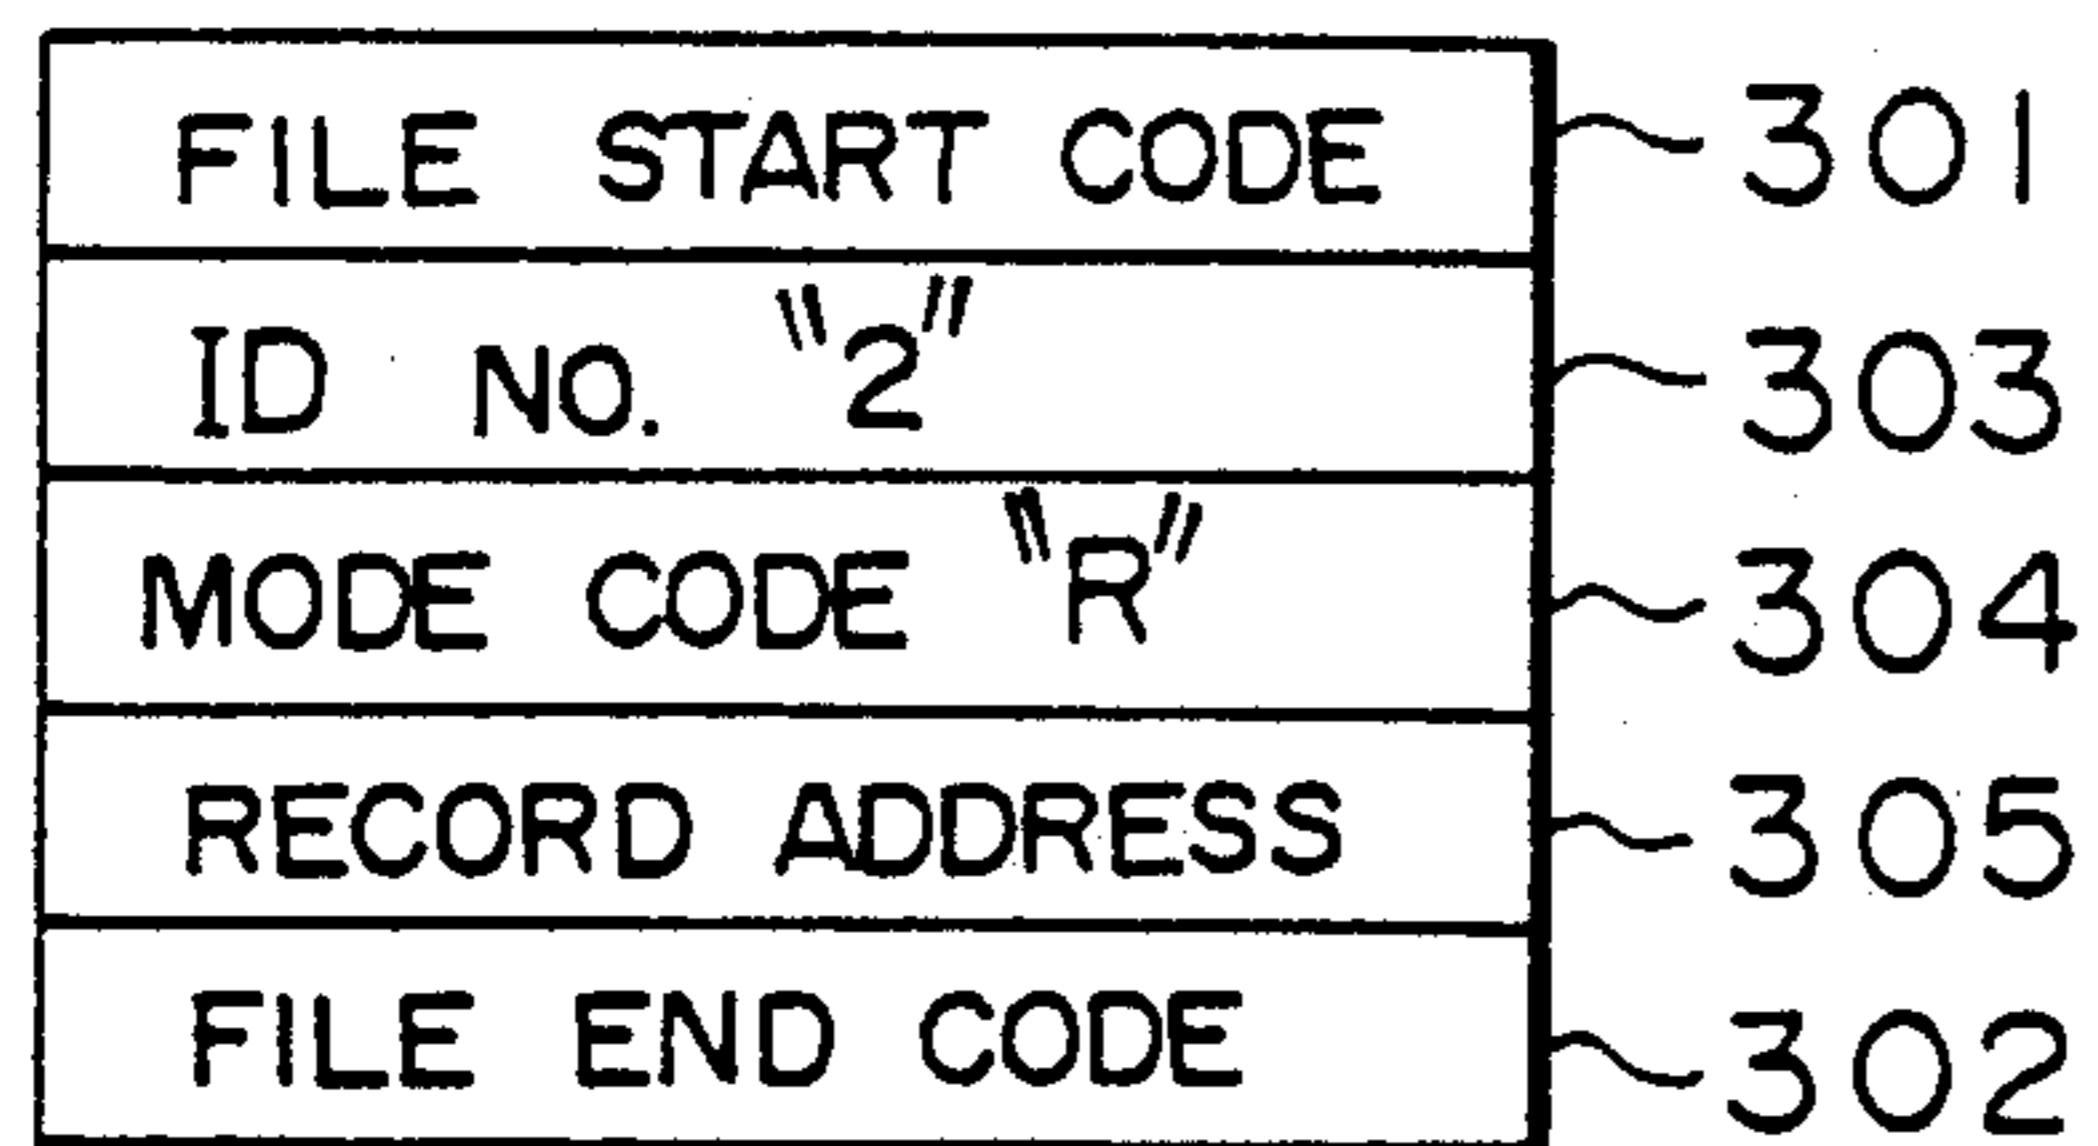 FILE START CODE 301
ID NO. "2" 303
MODE CODE "R" 304
RECORD ADDRESS 305
FILE END CODE 302